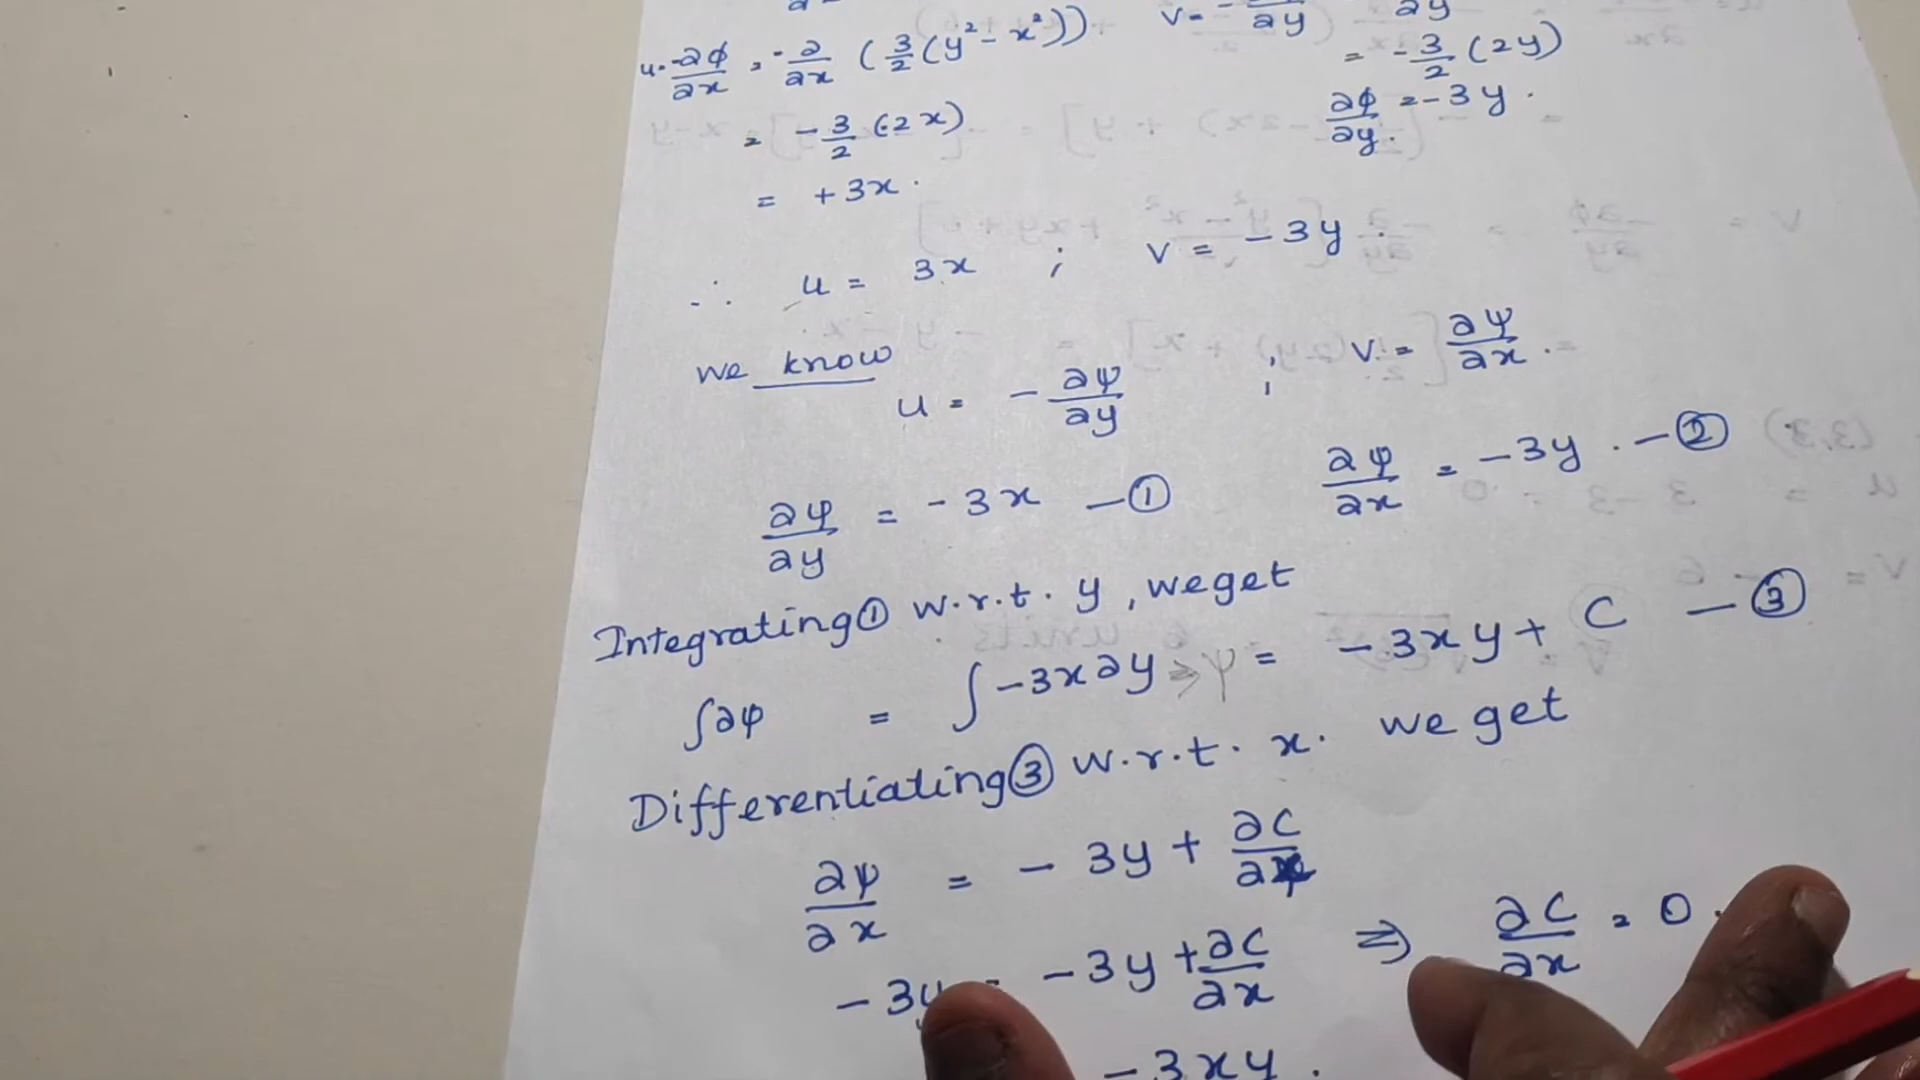 u = -∂φ/∂x = -∂/∂x (3/2 (y² - x²))
V = - /∂y ∂y
= -3/2 (2y)
= -3/2 (-2x)
∂φ/∂y = -3y.
= +3x.
∴ u = 3x ; v = -3y.
we know
u = -∂ψ/∂y ; v = ∂ψ/∂x.
∂ψ/∂y = -3x —①
∂ψ/∂x = -3y. —②
Integrating① w.r.t. y, we get
∫∂ψ = ∫-3x∂y ⇒ ψ = -3xy + C —③
Differentiating③ w.r.t. x. we get
∂ψ/∂x = -3y + ∂C/∂x
-3y = -3y + ∂C/∂x ⇒ ∂C/∂x = 0.
-3xy.